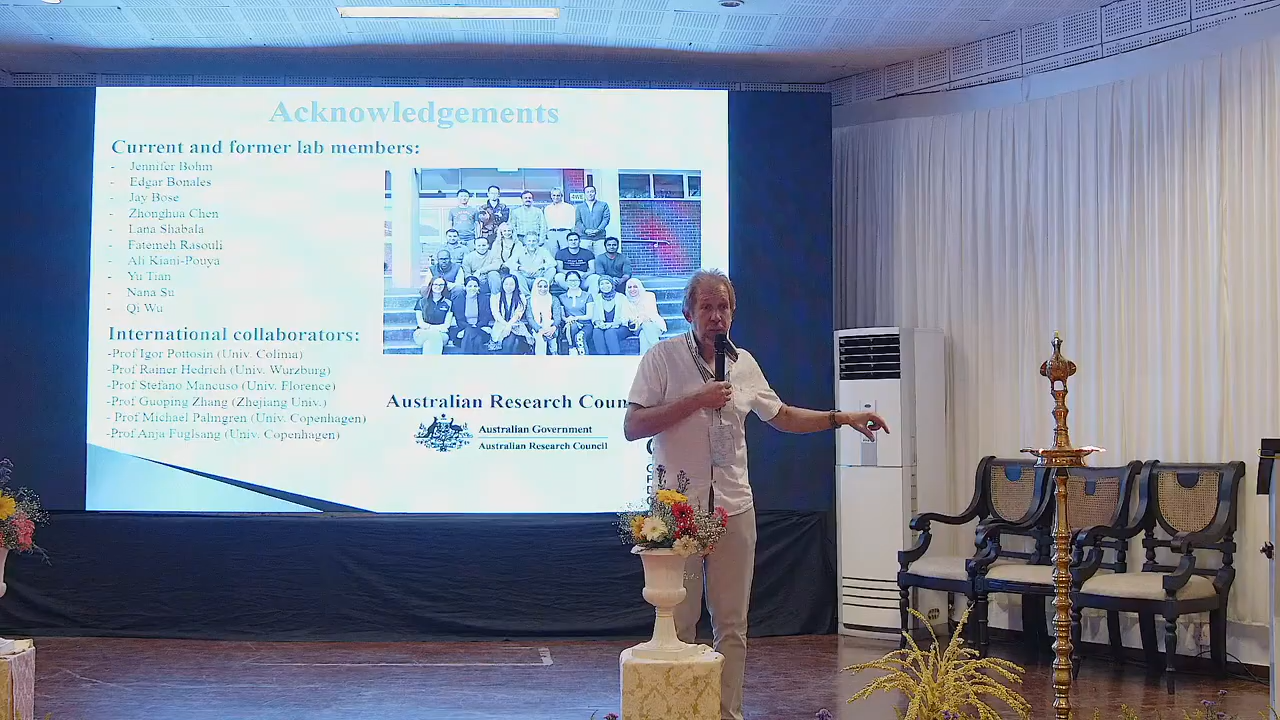 Acknowledgements
Current and former lab members:
- Jennifer Bohm
- Edgar Bonales
- Jay Bose
- Zhonghua Chen
- Lana Shabala
- Fatemeh Rasouli
- Ali Kiani-Pouya
- Yu Tian
- Nana Su
- Qi Wu
International collaborators:
-Prof Igor Pottosin (Univ. Colima)
-Prof Rainer Hedrich (Univ. Wurzburg)
-Prof Stefano Mancuso (Univ. Florence)
-Prof Guoping Zhang (Zhejiang Univ.)
- Prof Michael Palmgren (Univ. Copenhagen)
-Prof Anja Fuglsang (Univ. Copenhagen)
Australian Research Coun
Australian Government
Australian Research Council